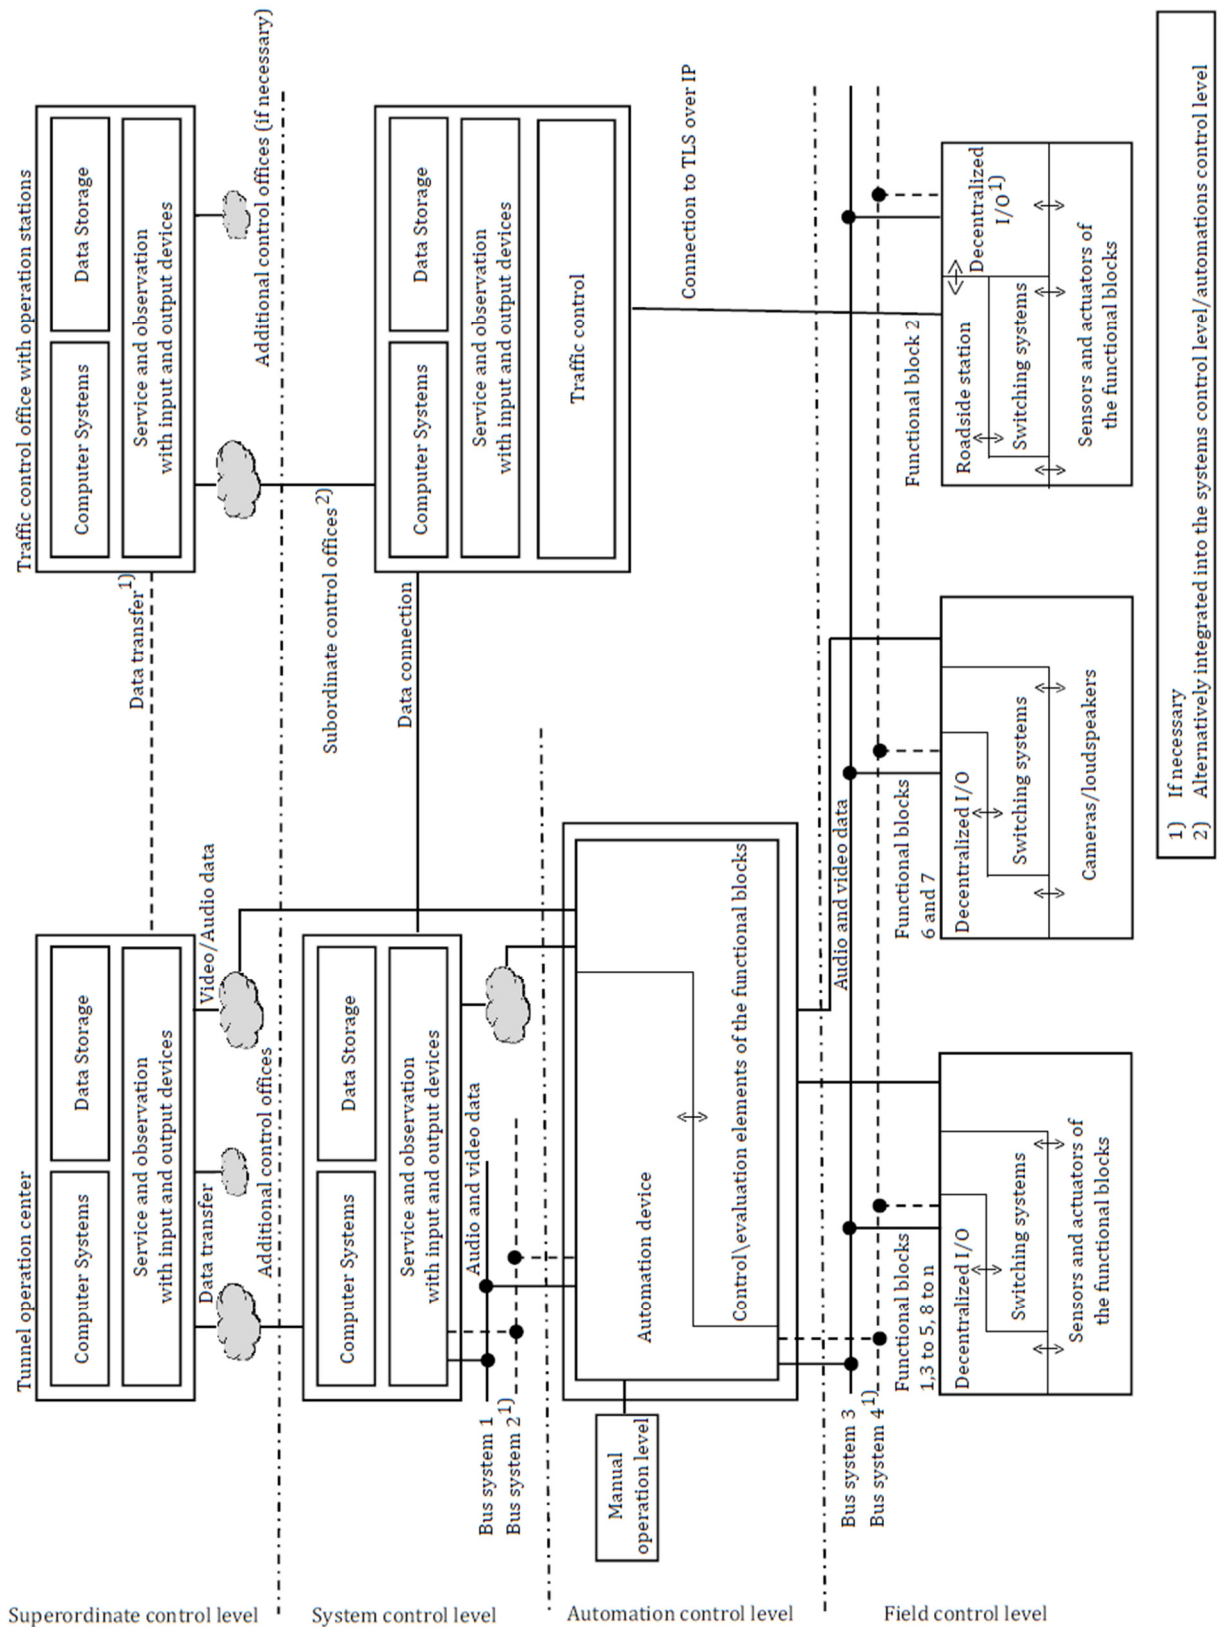 Tunnel operation center
Computer Systems
Data Storage
Service and observation
with input and output devices
Data transfer
Video/Audio data
Additional control offices
Data transfer1)
Traffic control office with operation stations
Computer Systems
Data Storage
Service and observation
with input and output devices
Additional control offices (if necessary)
Superordinate control level
Computer Systems
Data Storage
Service and observation
with input and output devices
Audio and video data
Bus system 1
Bus system 21)
Subordinate control offices2)
Data connection
Computer Systems
Data Storage
Service and observation
with input and output devices
Traffic control
Connection to TLS over IP
System control level
Manual
operation level
Automation device
Control\evaluation elements of the functional blocks
Automation control level
Audio and video data
Bus system 3
Bus system 41)
Functional blocks
1,3 to 5, 8 to n
Decentralized I/O
Switching systems
Sensors and actuators of
the functional blocks
Functional blocks
6 and 7
Decentralized I/O
Switching systems
Cameras/loudspeakers
Functional block 2
Roadside station
Decentralized
I/O1)
Switching systems
Sensors and actuators of
the functional blocks
Field control level
1) If necessary
2) Alternatively integrated into the systems control level/automations control level